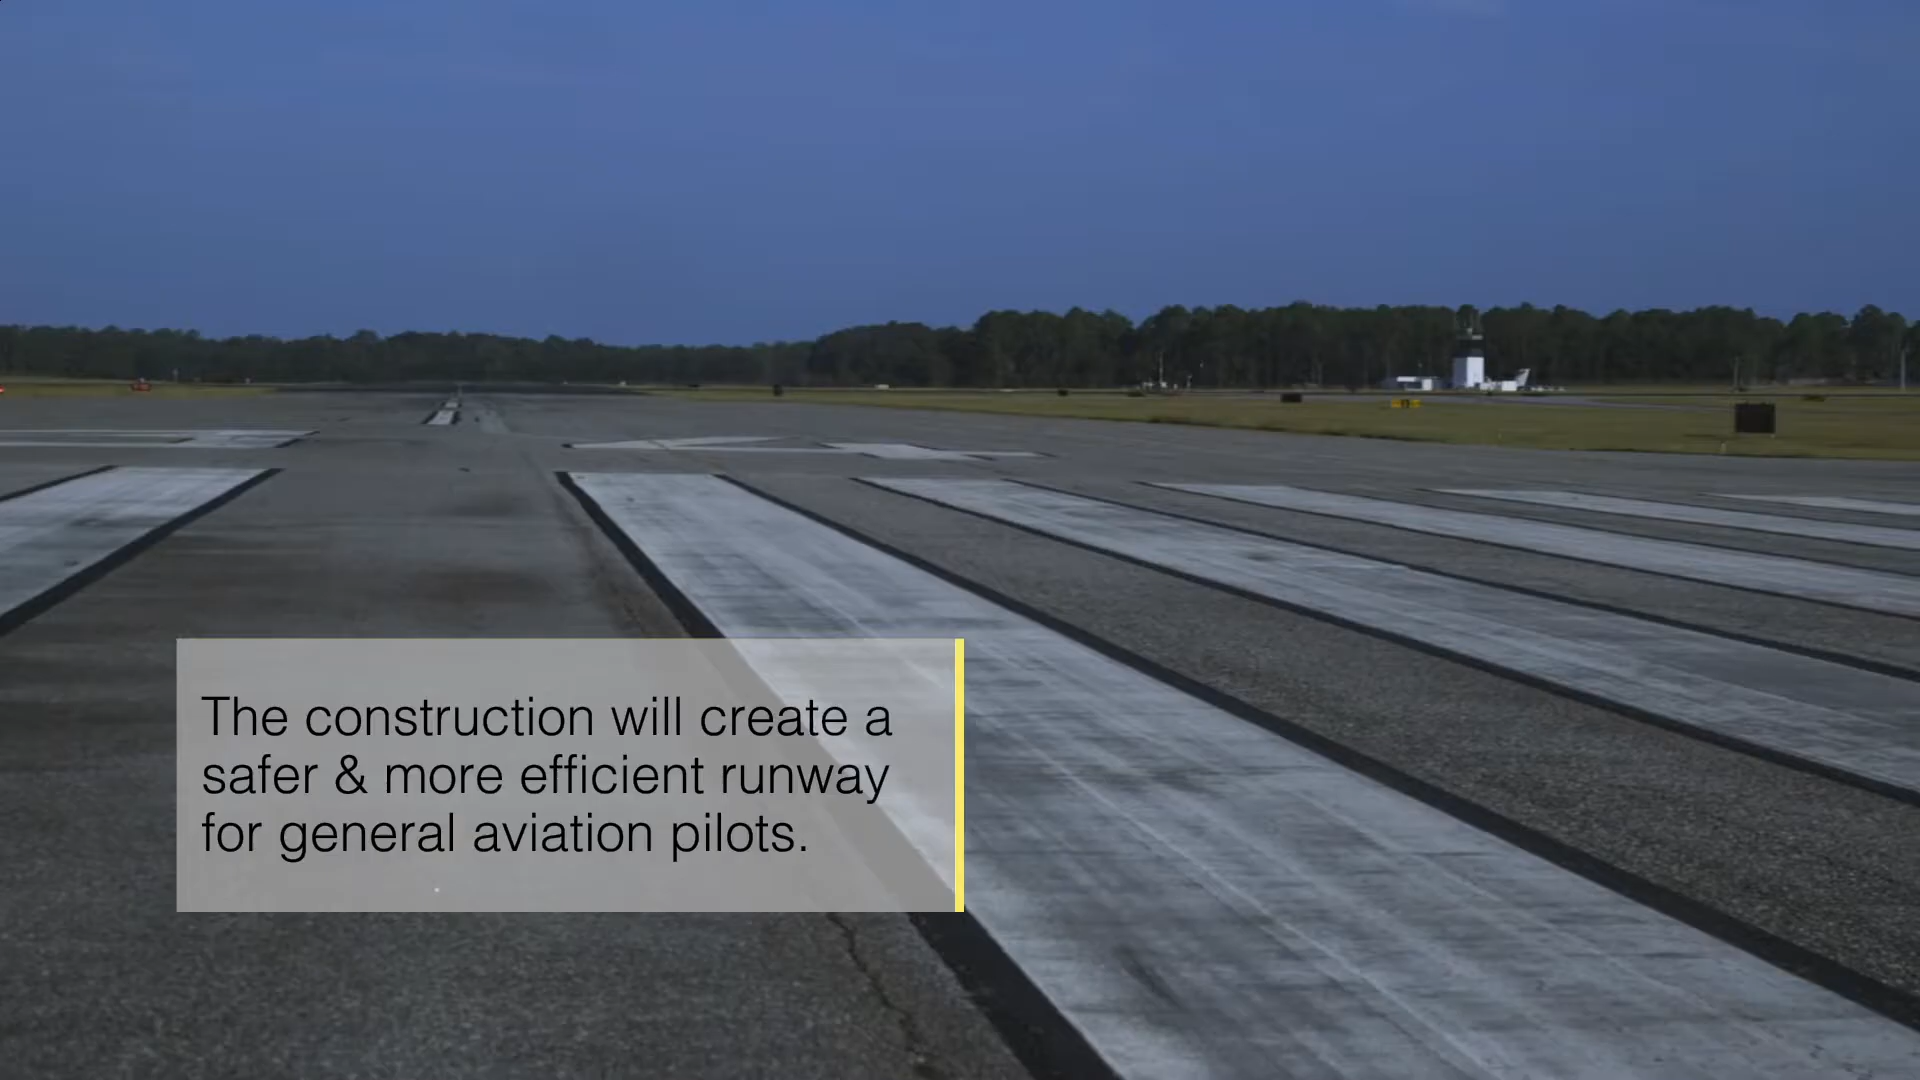 The construction will create a
safer & more efficient runway
for general aviation pilots.